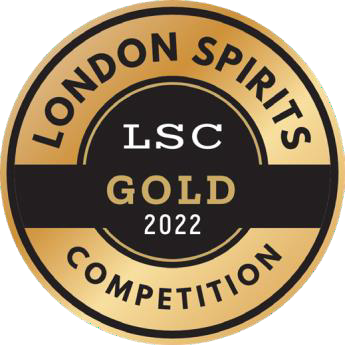 LONDON SPIRITS
LSC
GOLD
2022
COMPETITION